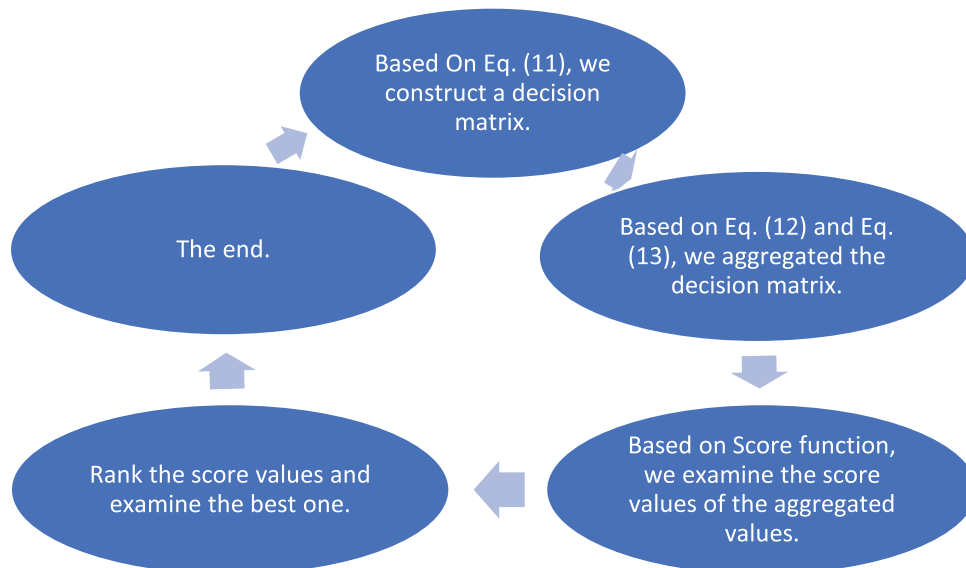 Based On Eq. (11), we
construct a decision
matrix.
Based on Eq. (12) and Eq.
(13), we aggregated the
decision matrix.
Based on Score function,
we examine the score
values of the aggregated
values.
Rank the score values and
examine the best one.
The end.